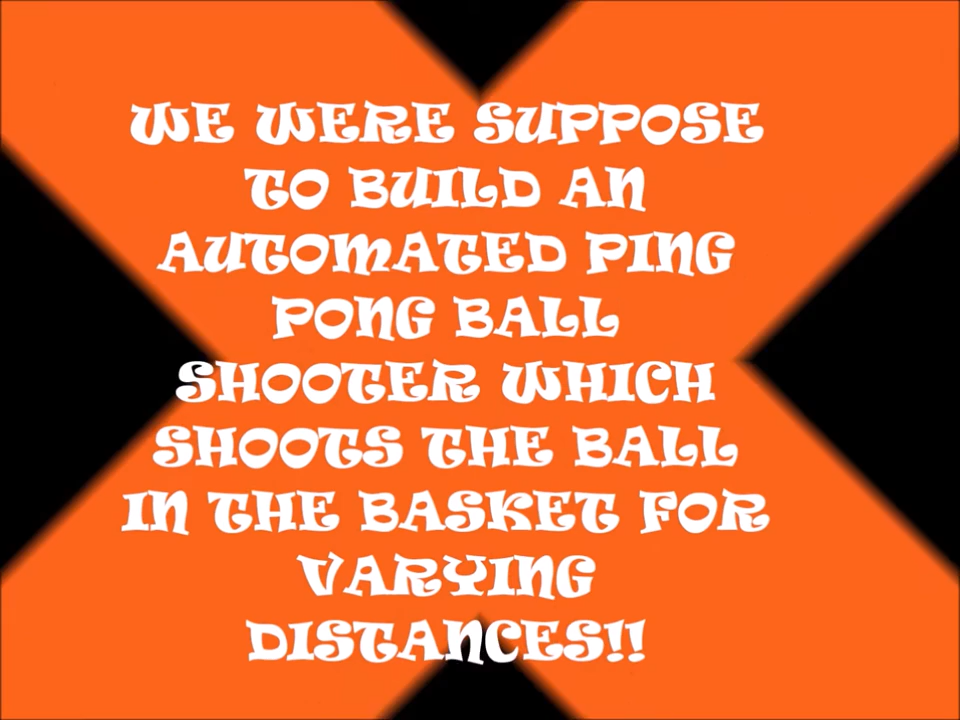 WE WERE SUPPOSE
TO BUILD AN
AUTOMATED PING
PONG BALL
SHOOTER WHICH
SHOOTS THE BALL
IN THE BASKET FOR
VARYING
DISTANCES!!